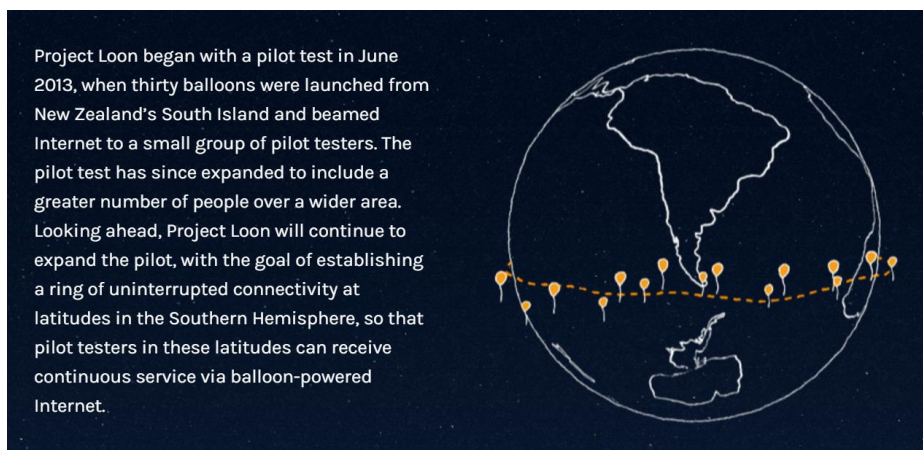 Project Loon began with a pilot test in June
2013, when thirty balloons were launched from
New Zealand’s South Island and beamed
Internet to a small group of pilot testers. The
pilot test has since expanded to include a
greater number of people over a wider area.
Looking ahead, Project Loon will continue to
expand the pilot, with the goal of establishing
a ring of uninterrupted connectivity at
latitudes in the Southern Hemisphere, so that
pilot testers in these latitudes can receive
continuous service via balloon-powered
Internet.